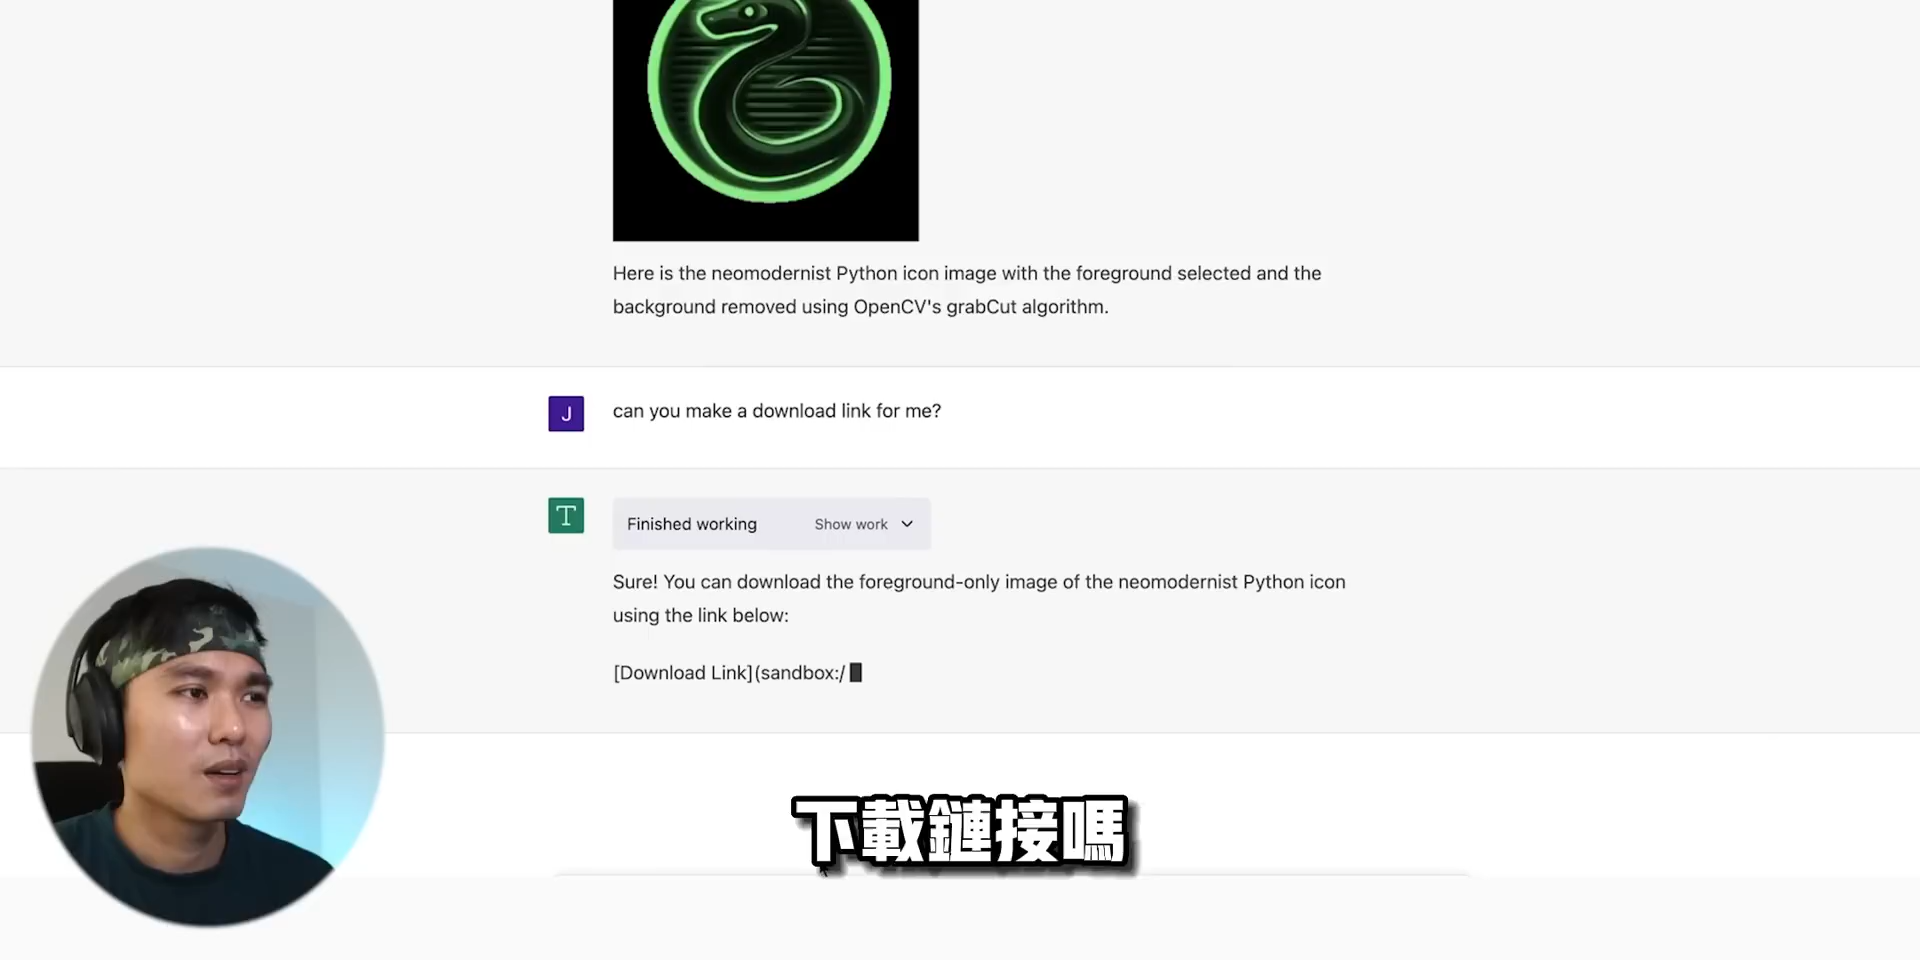 Here is the neomodernist Python icon image with the foreground selected and the
background removed using OpenCV's grabCut algorithm.
J
can you make a download link for me?
T
Finished working
Show work
Sure! You can download the foreground-only image of the neomodernist Python icon
using the link below:
[Download Link](sandbox:/
下載鏈接嗎